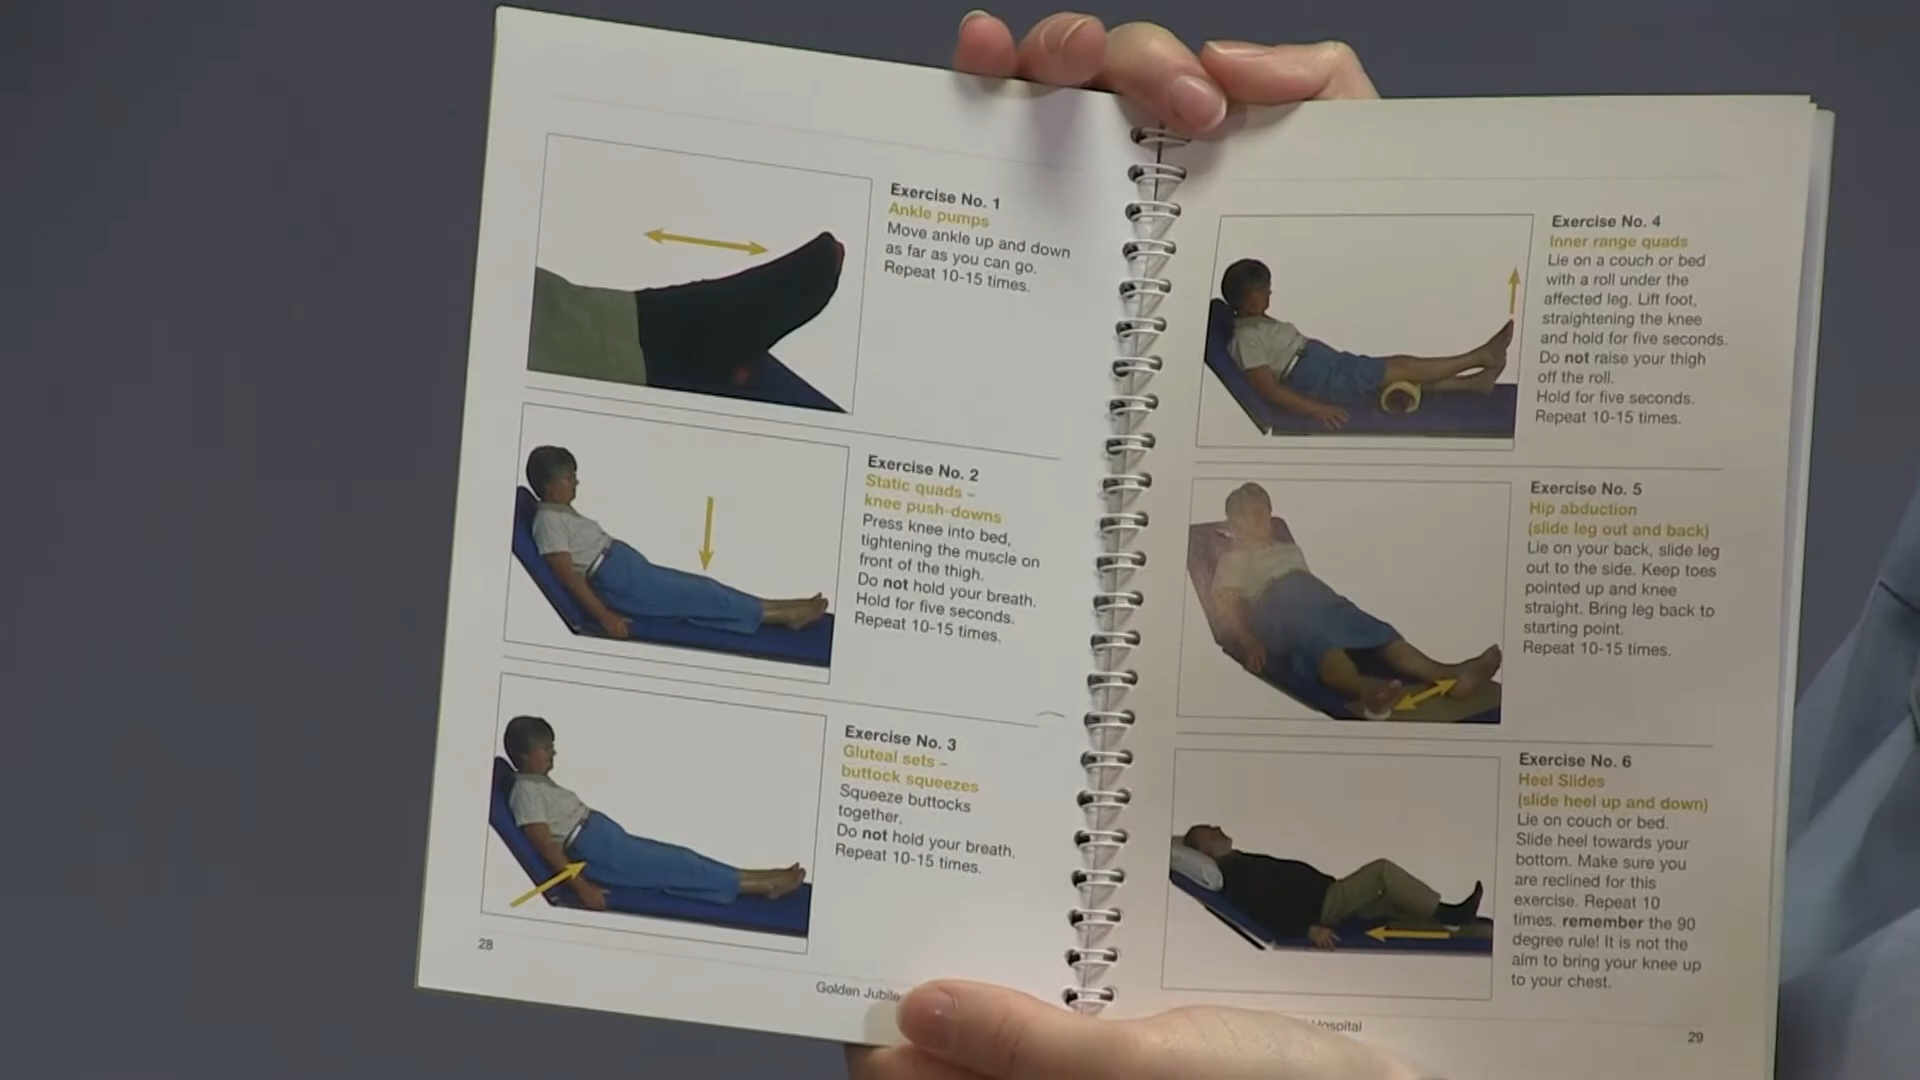 Exercise No. 1
Ankle pumps
Move ankle up and down
as far as you can go.
Repeat 10-15 times.
Exercise No. 2
Static quads –
knee push-downs
Press knee into bed,
tightening the muscle on
front of the thigh.
Do not hold your breath.
Hold for five seconds.
Repeat 10-15 times.
Exercise No. 3
Gluteal sets –
buttock squeezes
Squeeze buttocks
together.
Do not hold your breath.
Repeat 10-15 times.
28
Golden
Exercise No. 4
Inner range quads
Lie on a couch or bed
with a roll under the
affected leg. Lift foot,
straightening the knee
and hold for five seconds.
Do not raise your thigh
off the roll.
Hold for five seconds.
Repeat 10-15 times.
Exercise No. 5
Hip abduction
(slide leg out and back)
Lie on your back, slide leg
out to the side. Keep toes
pointed up and knee
straight. Bring leg back to
starting point.
Repeat 10-15 times.
Exercise No. 6
Heel Slides
(slide heel up and down)
Lie on couch or bed.
Slide heel towards your
bottom. Make sure you
are reclined for this
exercise. Repeat 10
times. remember the 90
degree rule! It is not the
aim to bring your knee up
to your chest.
Hospital
29